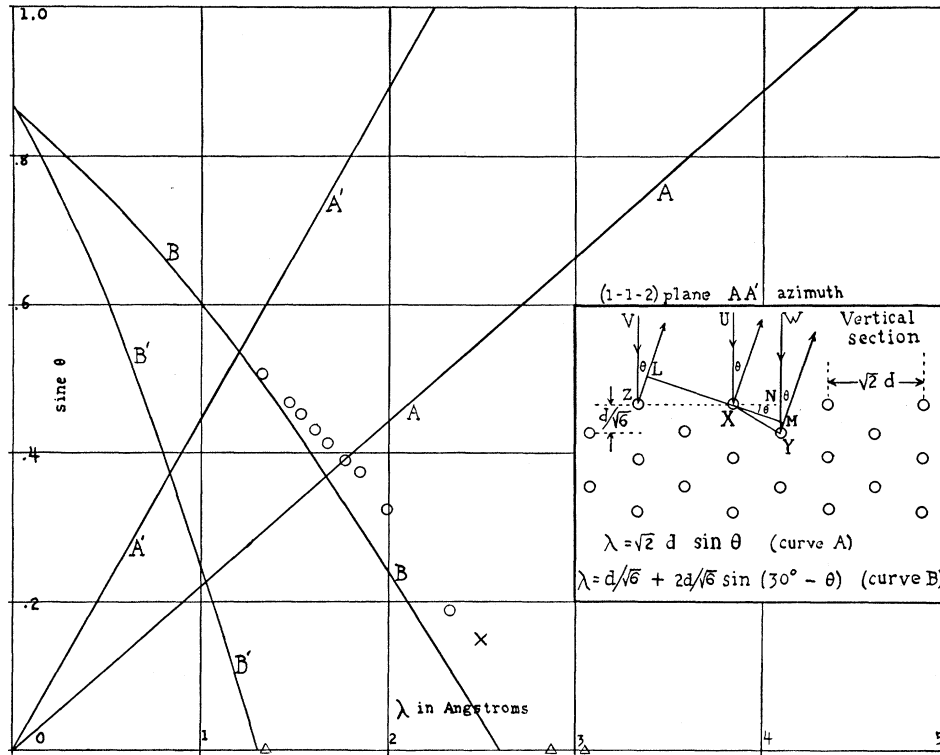 1.0
A'
A
B
.8
(1-1-2) plane AA' azimuth
V U W Vertical
section
.6
B'
θ L θ N θ
√2 d
Z X θ M
d/√6
Y
sine θ
A
.4
λ = √2 d sin θ (curve A)
A'
B
λ = d/√6 + 2d/√6 sin (30° - θ) (curve B)
.2
B'
λ in Angstroms
0 1 2 3 4 5